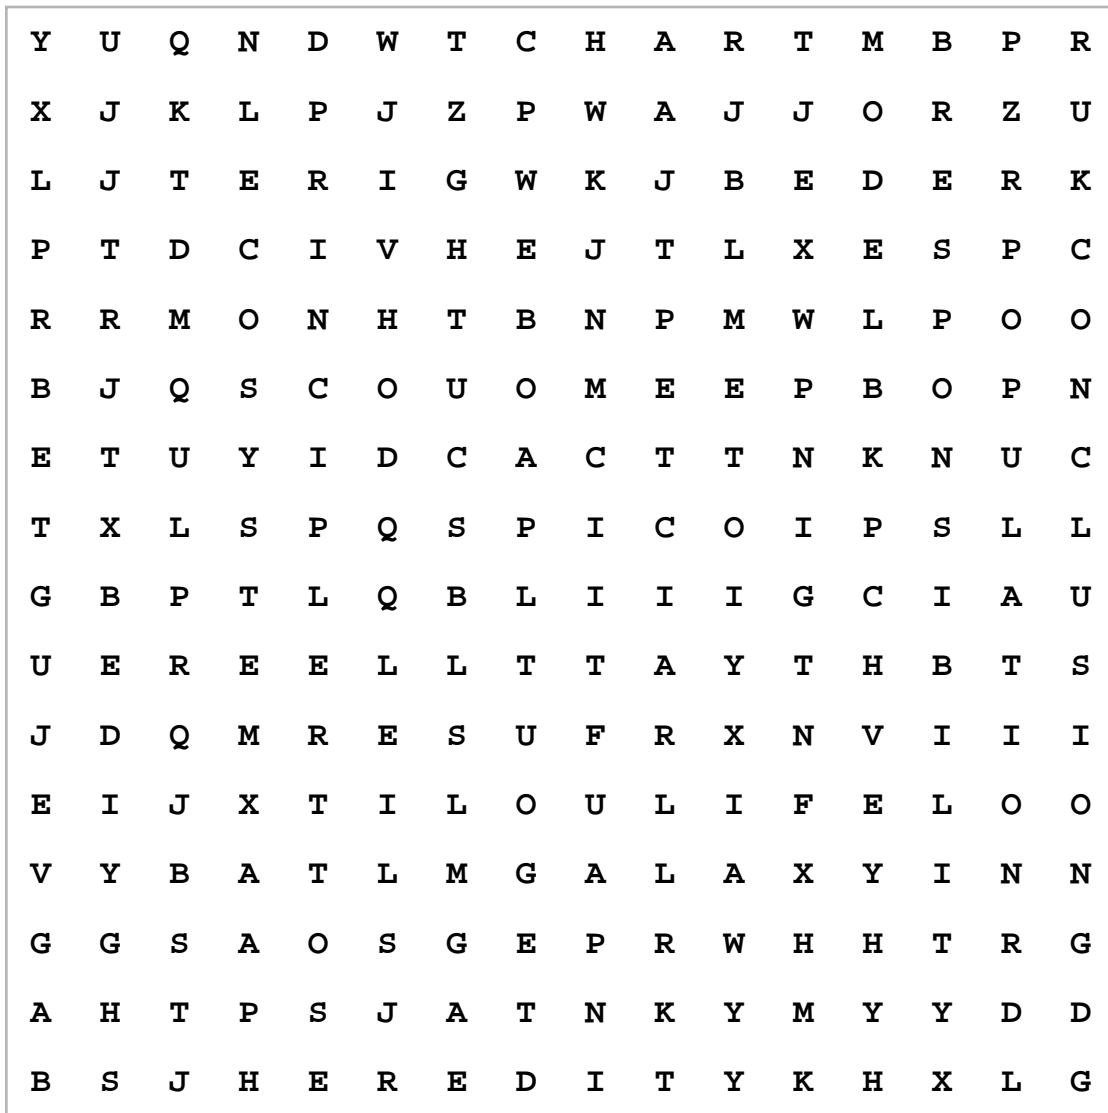 Y U Q N D W T C H A R T M B P R
X J K L P J Z P W A J J O R Z U
L J T E R I G W K J B E D E R K
P T D C I V H E J T L X E S P C
R R M O N H T B N P M W L P O O
B J Q S C O U O M E E P B O P N
E T U Y I D C A C T T N K N U C
T X L S P Q S P I C O I P S L L
G B P T L Q B L I I I G C I A U
U E R E E L L T T A Y T H B T S
J D Q M R E S U F R X N V I I I
E I J X T I L O U L I F E L O O
V Y B A T L M G A L A X Y I N N
G G S A O S G E P R W H H T R G
A H T P S J A T N K Y M Y Y D D
B S J H E R E D I T Y K H X L G